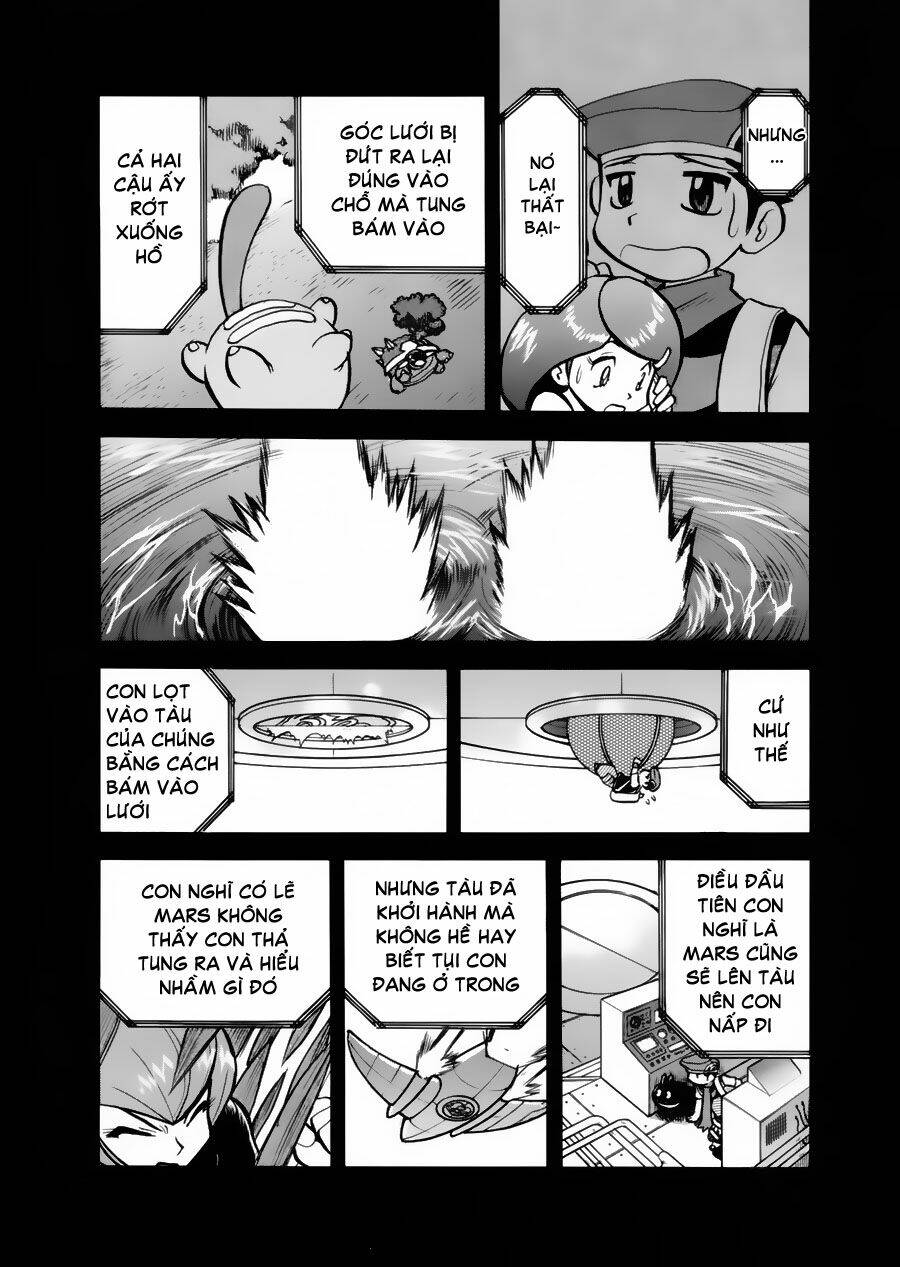 NHƯNG
...
NÓ
LẠI
THẤT
BẠI~
GÓC LƯỚI BỊ
ĐỨT RA LẠI
ĐÚNG VÀO
CHỖ MÀ TUNG
BÁM VÀO
CẢ HAI
CẬU ẤY
RỚT
XUỐNG
HỒ
CỨ
NHƯ
THẾ
CON LỌT
VÀO TÀU
CỦA CHÚNG
BẰNG CÁCH
BÁM VÀO
LƯỚI
ĐIỀU ĐẦU
TIÊN CON
NGHĨ LÀ
MARS CŨNG
SẼ LÊN TÀU
NÊN CON
NẤP ĐI
NHƯNG TÀU ĐÃ
KHỞI HÀNH MÀ
KHÔNG HỀ HAY
BIẾT TỤI CON
ĐANG Ở TRONG
CON NGHĨ CÓ LẼ
MARS KHÔNG
THẤY CON THẢ
TUNG RA VÀ HIỂU
NHẦM GÌ ĐÓ